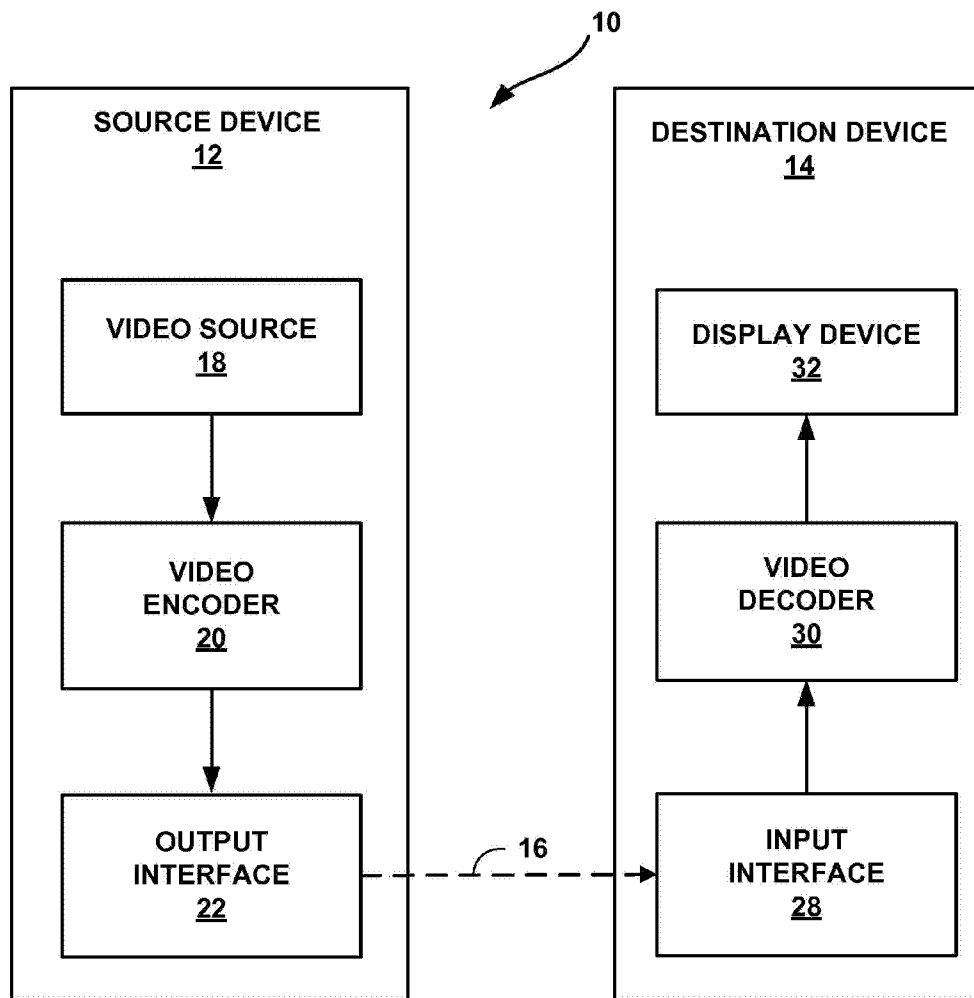 10
SOURCE DEVICE
12
VIDEO SOURCE
18
VIDEO
ENCODER
20
OUTPUT
INTERFACE
22
16
DESTINATION DEVICE
14
DISPLAY DEVICE
32
VIDEO
DECODER
30
INPUT
INTERFACE
28